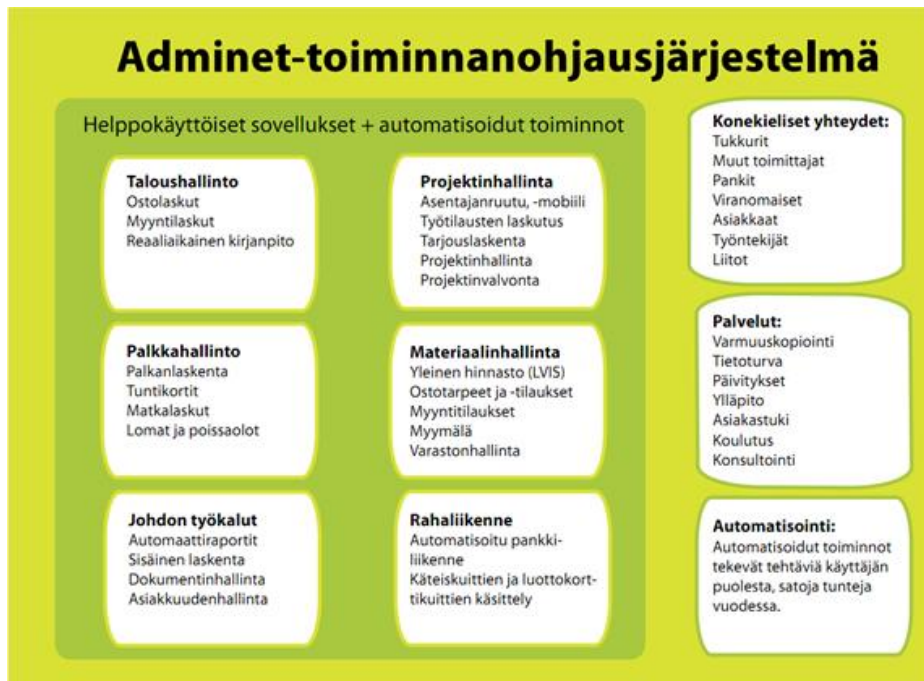 Adminet-toiminnanohjausjärjestelmä
Helppokäyttöiset sovellukset + automatisoidut toiminnot
Taloushallinto
Ostolaskut
Myyntilaskut
Reaaliaikainen kirjanpito
Projektinhallinta
Asentajanruutu, -mobiili
Työtilausten laskutus
Tarjouslaskenta
Projektinhallinta
Projektinvalvonta
Palkkahallinto
Palkanlaskenta
Tuntikortit
Matkalaskut
Lomat ja poissaolot
Materiaalinhallinta
Yleinen hinnasto (LVIS)
Ostotarpeet ja -tilaukset
Myyntitilaukset
Myymälä
Varastonhallinta
Johdon työkalut
Automaattiraportit
Sisäinen laskenta
Dokumentinhallinta
Asiakkuudenhallinta
Rahaliikenne
Automatisoitu pankki-
liikenne
Käteiskuittien ja luottokort-
tikuittien käsittely
Konekieliset yhteydet:
Tukkurit
Muut toimittajat
Pankit
Viranomaiset
Asiakkaat
Työntekijät
Liitot
Palvelut:
Varmuuskopiointi
Tietoturva
Päivitykset
Ylläpito
Asiakastuki
Koulutus
Konsultointi
Automatisointi:
Automatisoidut toiminnot
tekevät tehtäviä käyttäjän
puolesta, satoja tunteja
vuodessa.